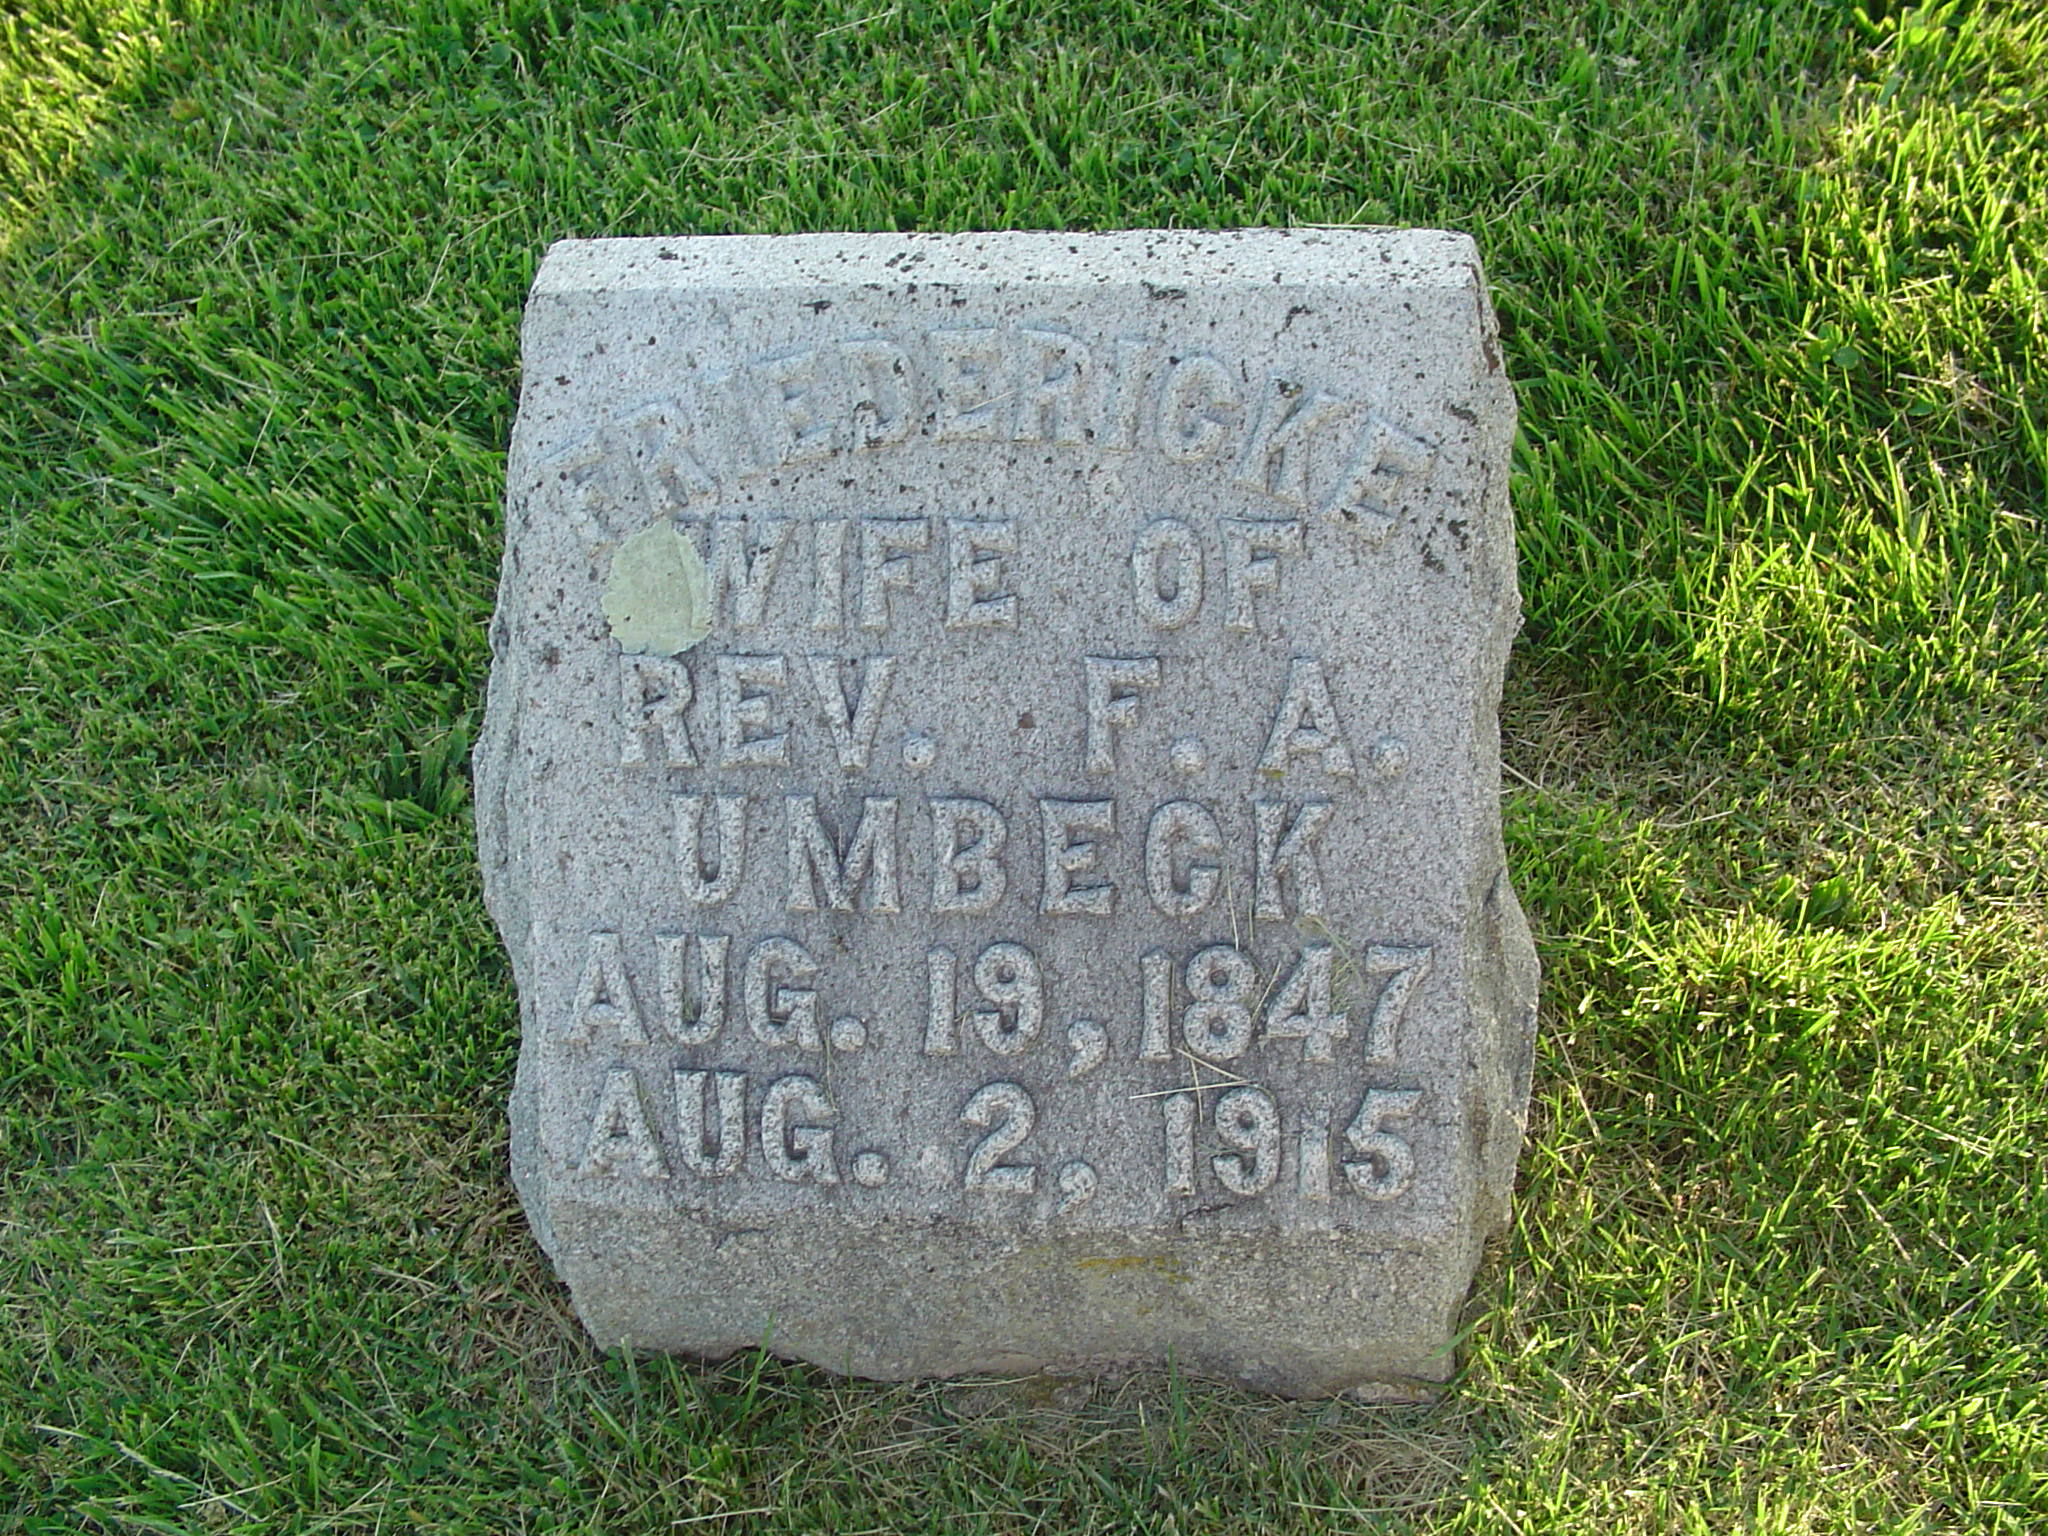 FRIEDERICKE
WIFE OF
REV. F. A.
UMBECK
AUG. 19, 1847
AUG. 2, 1915